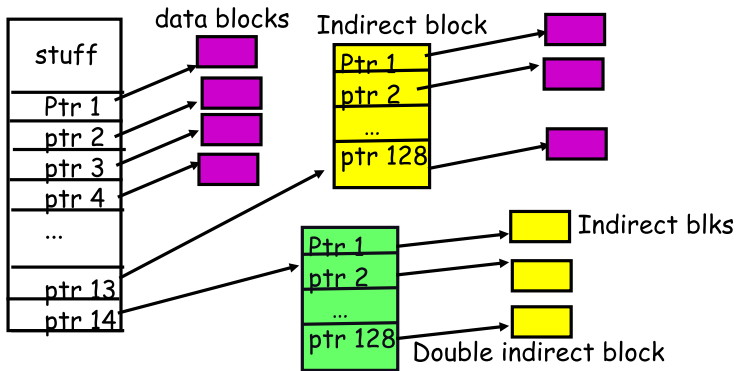 stuff
Ptr 1
ptr 2
ptr 3
ptr 4
...
ptr 13
ptr 14
data blocks
Indirect block
Ptr 1
ptr 2
...
ptr 128
Ptr 1
ptr 2
...
ptr 128
Indirect blks
Double indirect block